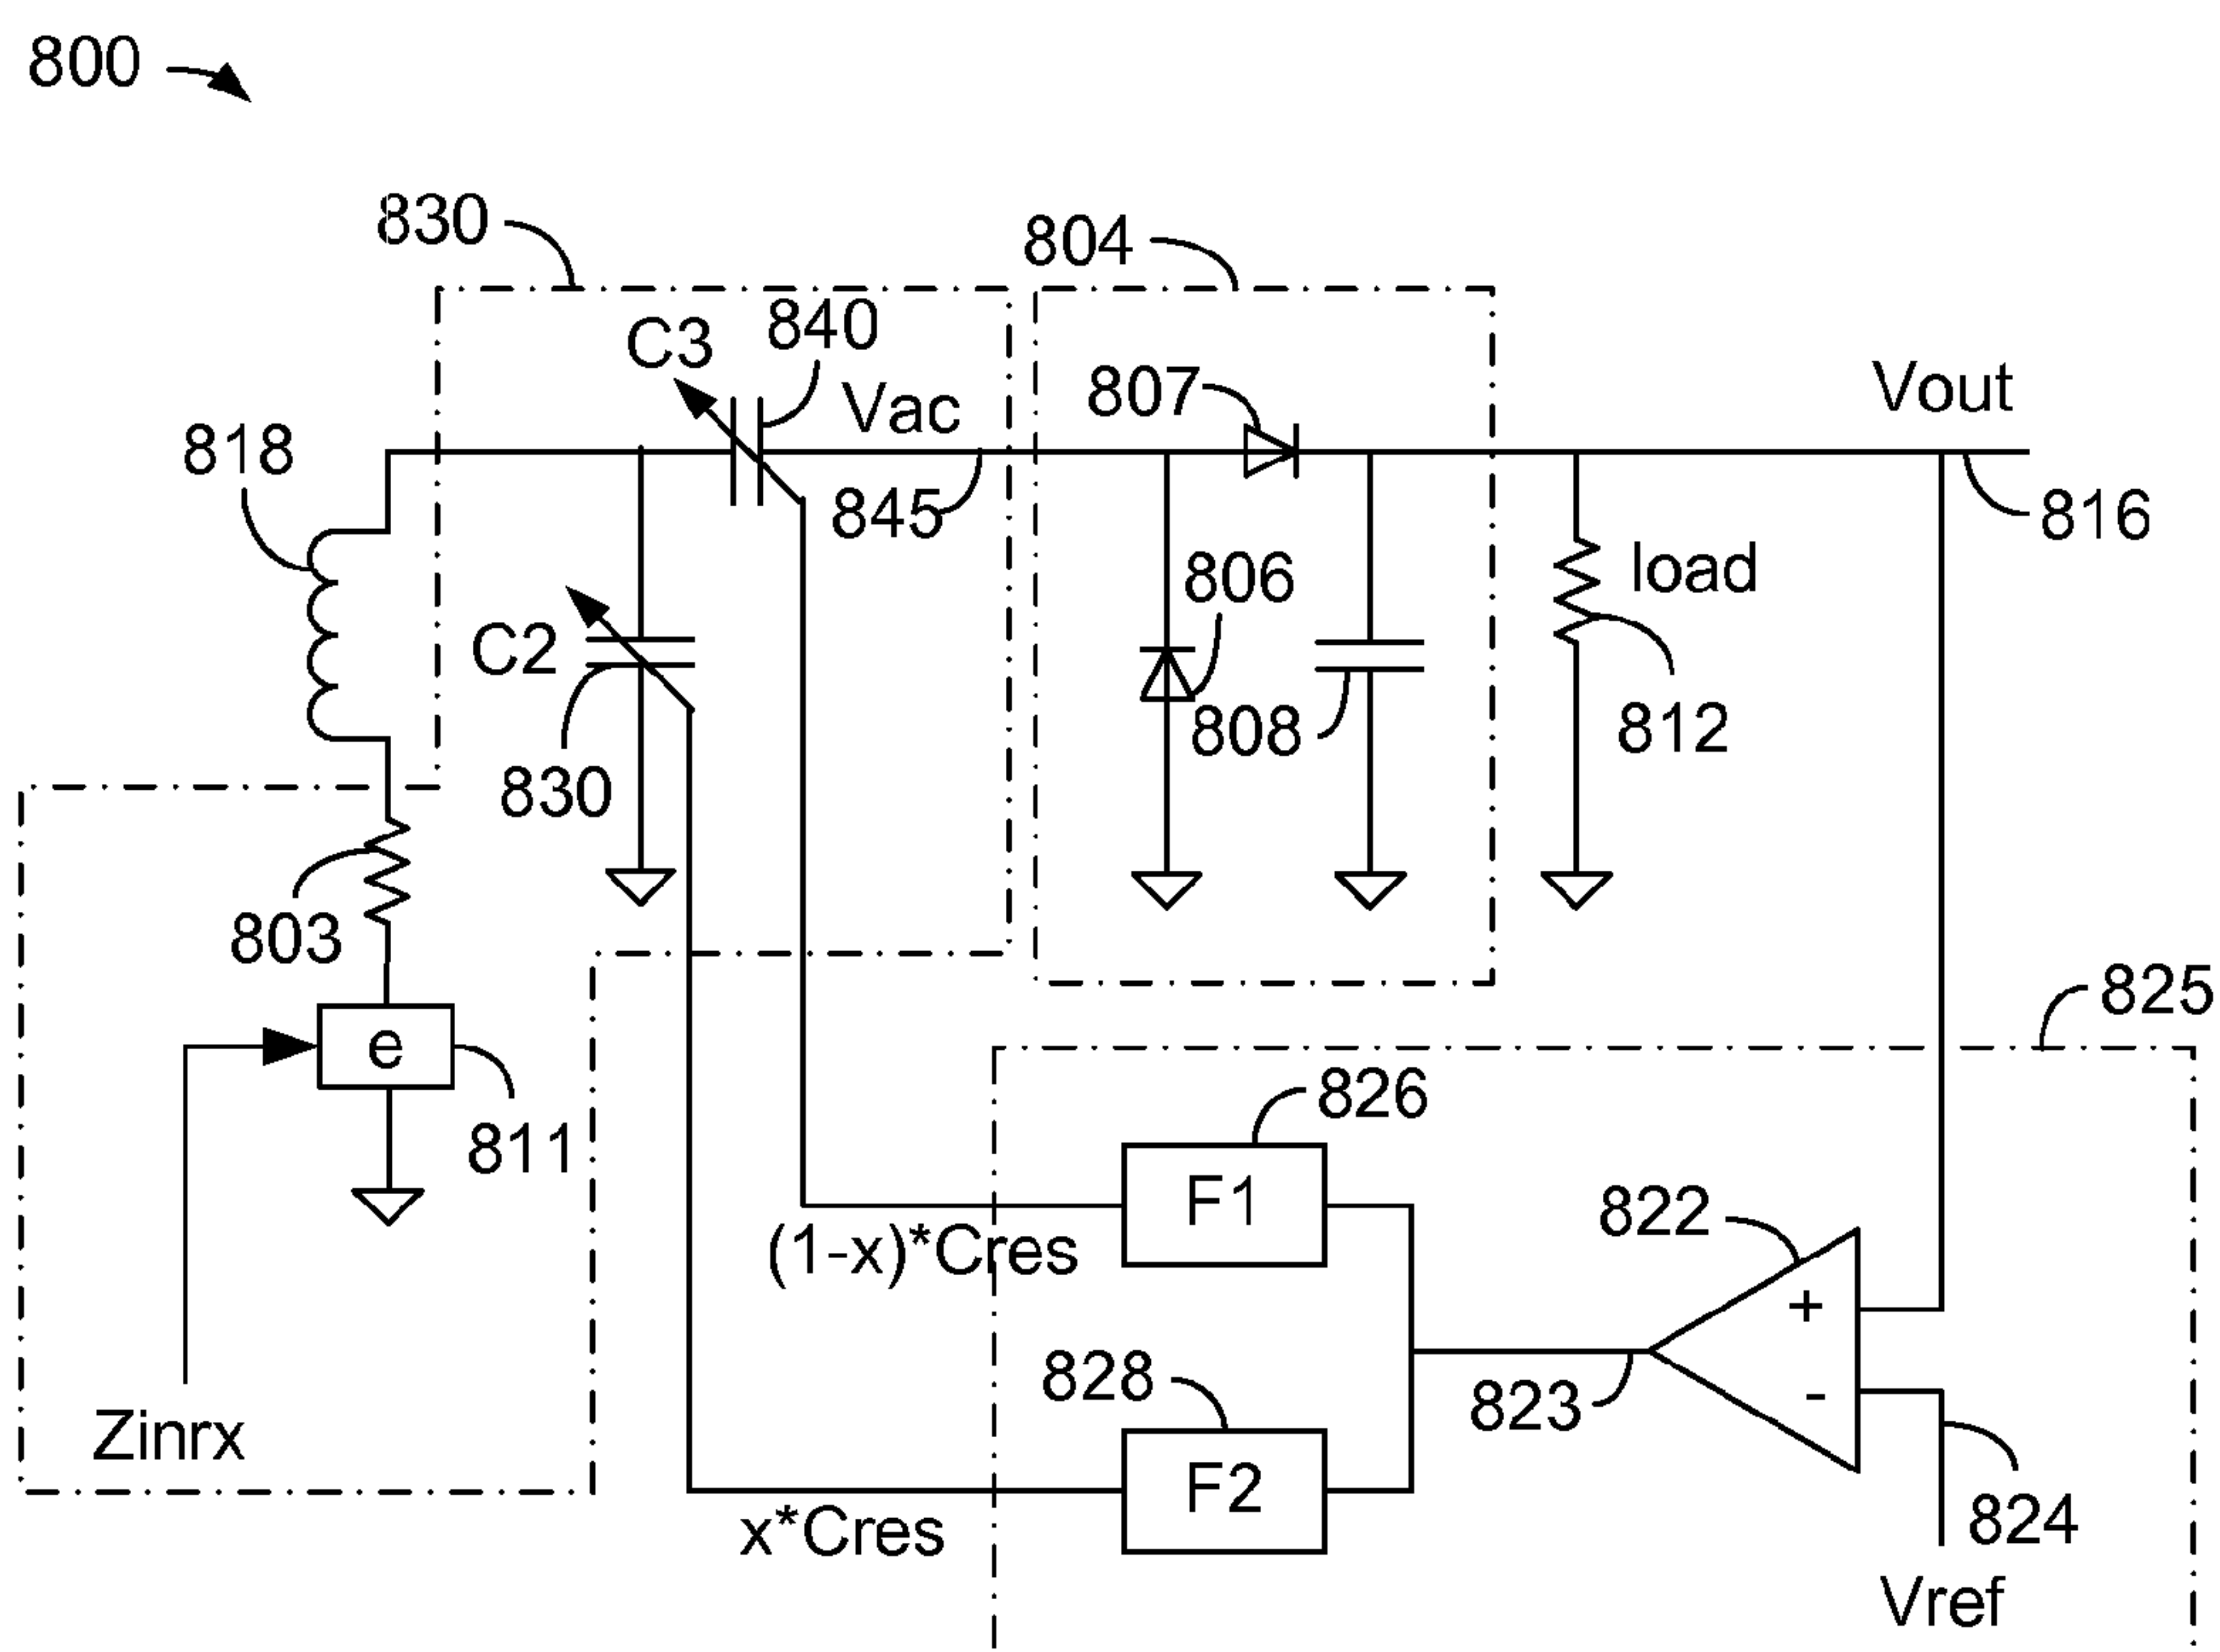 800
830
804
C3
840
Vac
807
Vout
818
845
816
806
load
C2
808
812
830
803
825
e
826
811
F1
822
(1-x)*Cres
+
828
-
823
Zinrx
F2
824
x*Cres
Vref